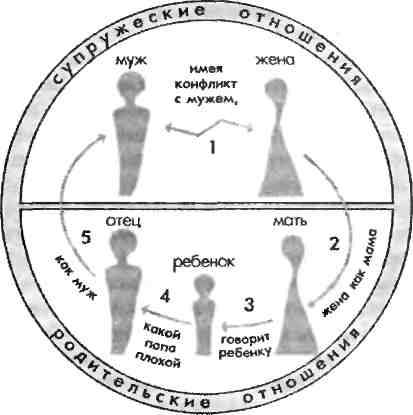 супружеские отношения
муж
жена
имея
конфликт
с мужем,
1
отец
мать
5
2
ребенок
как муж
жена как мама
4
3
какой
папа
плохой
говорит
ребенку
родительские отношения